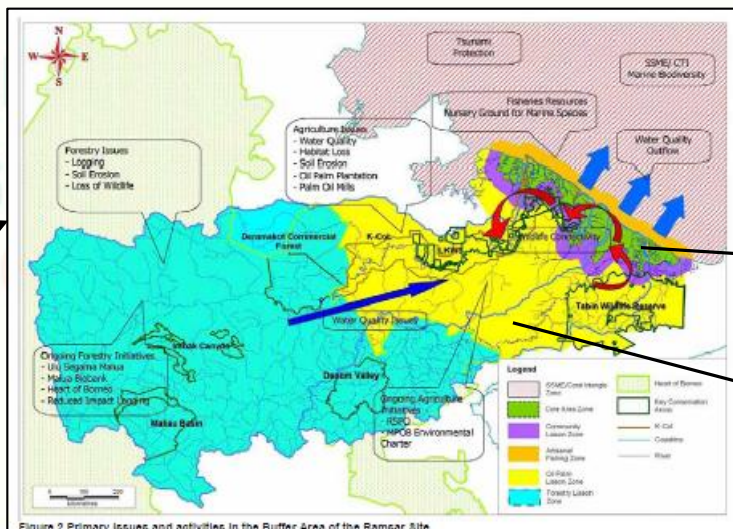 N
W E
S
Tsunami
Protection
SSME/ CTI
Marine Biodiversity
Fisheries Resources
Nursery Ground for Marine Species
Water Quality
Outflow
Forestry Issues
- Logging
- Soil Erosion
- Loss of Wildlife
Agriculture Issues
- Water Quality
- Habitat Loss
- Soil Erosion
- Oil Palm Plantation
- Palm Oil Mills
Deramakot Commercial
Forest
K-Cut
LKWS
Connectivity
Tabin Wildlife Reserve
Water Quality Issues
Imbak Canyon
Danum Valley
Maliau Basin
Ongoing Forestry Initiatives
- Ulu Segama Malua
- Malua Biobank
- Heart of Borneo
- Reduced Impact Logging
Ongoing Agriculture
Initiatives
- RSPO
- MPOB Environmental
Charter
Legend
SSME/Coral Triangle
Zone
Core Area Zone
Community
Liaison Zone
Artisanal
Fishing Zone
Oil Palm
Liaison Zone
Forestry Liaison
Zone
Heart of Borneo
Key Conservation
Areas
K-Cut
Coastline
River
kilometres
Figure 2 Primary issues and activities in the Buffer Area of the Ramsar Site